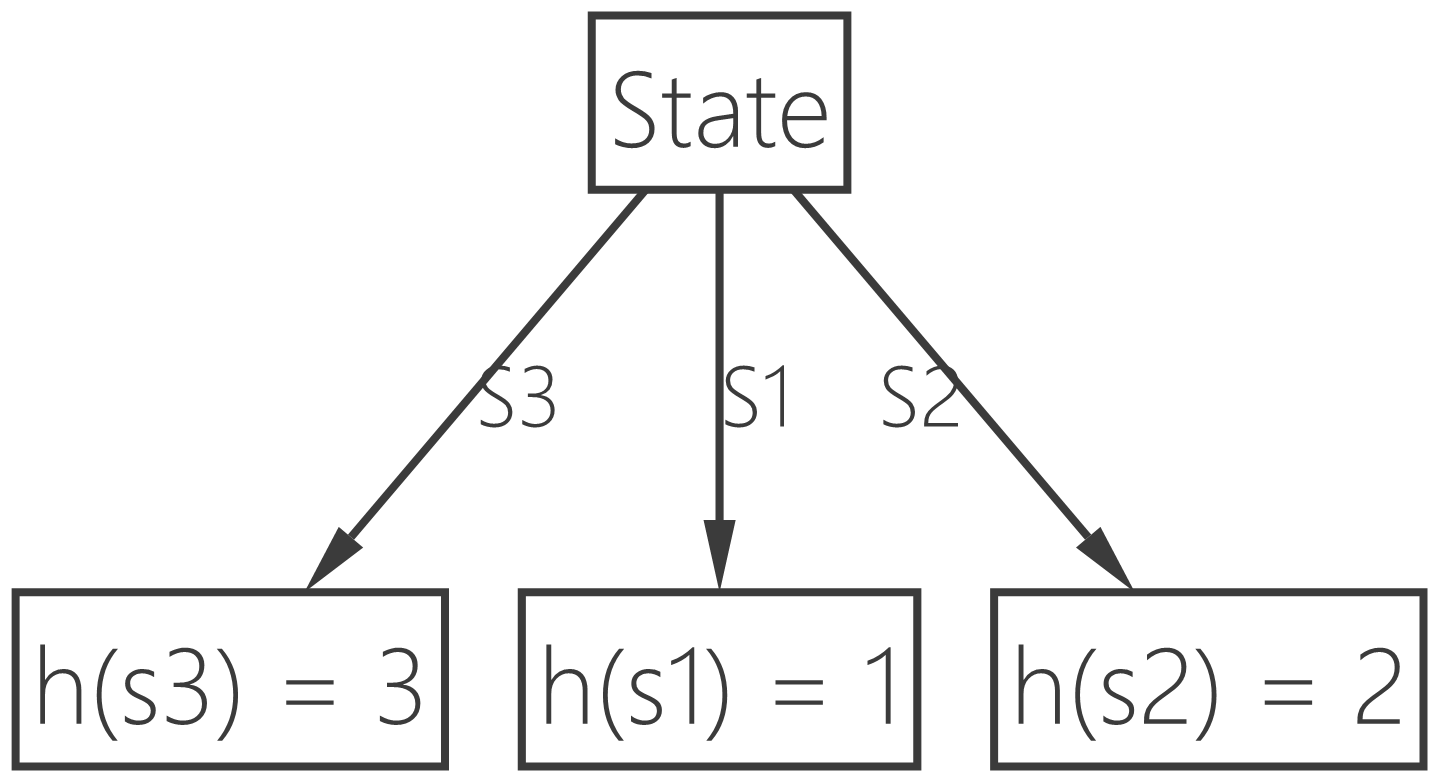 State
S3
S1
S2
h(s3) = 3
h(s1) = 1
h(s2) = 2